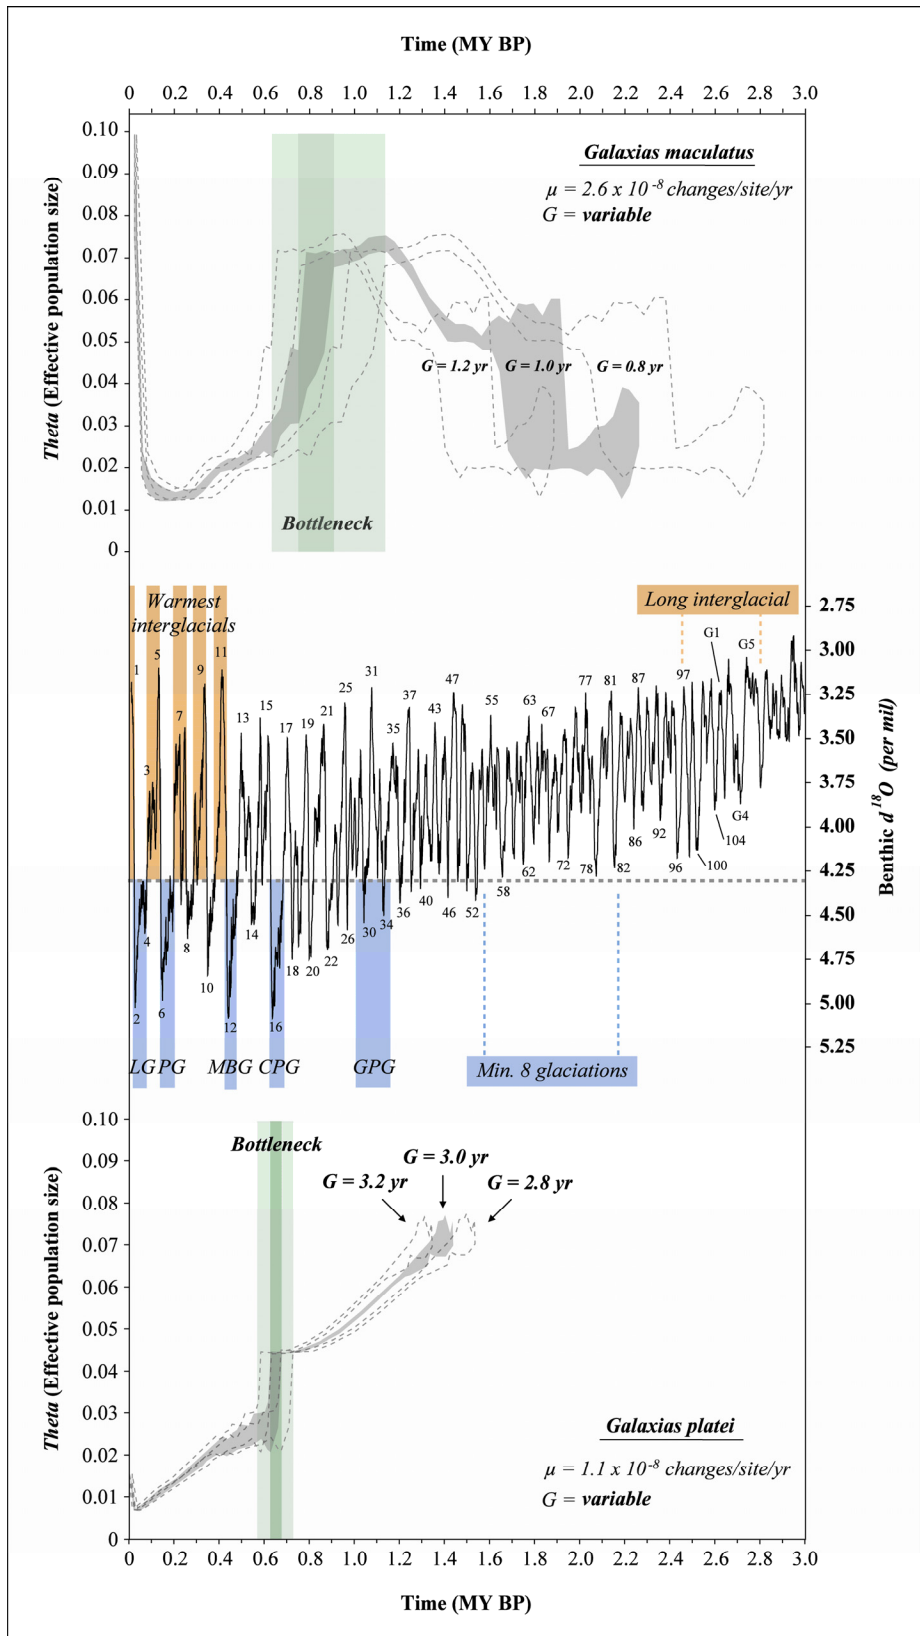 Time (MY BP)
0 0.2 0.4 0.6 0.8 1.0 1.2 1.4 1.6 1.8 2.0 2.2 2.4 2.6 2.8 3.0
Theta (Effective population size)
0.10
0.09
0.08
0.07
0.06
0.05
0.04
0.03
0.02
0.01
0
Galaxias maculatus
µ = 2.6 x 10 -8 changes/site/yr
G = variable
G = 1.2 yr
G = 1.0 yr
G = 0.8 yr
Bottleneck
Warmest
interglacials
Long interglacial
1
3
5
7
9
11
13
15
17
19
21
25
31
35
37
43
47
55
63
67
77
81
87
97
G1
G5
2
4
6
8
10
12
14
16
18
20
22
26
30
34
36
40
46
52
58
62
72
78
82
86
92
96
100
104
G4
2.75
3.00
3.25
3.50
3.75
4.00
4.25
4.50
4.75
5.00
5.25
Benthic d 18O (per mil)
LG
PG
MBG
CPG
GPG
Min. 8 glaciations
Theta (Effective population size)
0.10
0.09
0.08
0.07
0.06
0.05
0.04
0.03
0.02
0.01
0
Bottleneck
G = 3.2 yr
G = 3.0 yr
G = 2.8 yr
Galaxias platei
µ = 1.1 x 10 -8 changes/site/yr
G = variable
0 0.2 0.4 0.6 0.8 1.0 1.2 1.4 1.6 1.8 2.0 2.2 2.4 2.6 2.8 3.0
Time (MY BP)